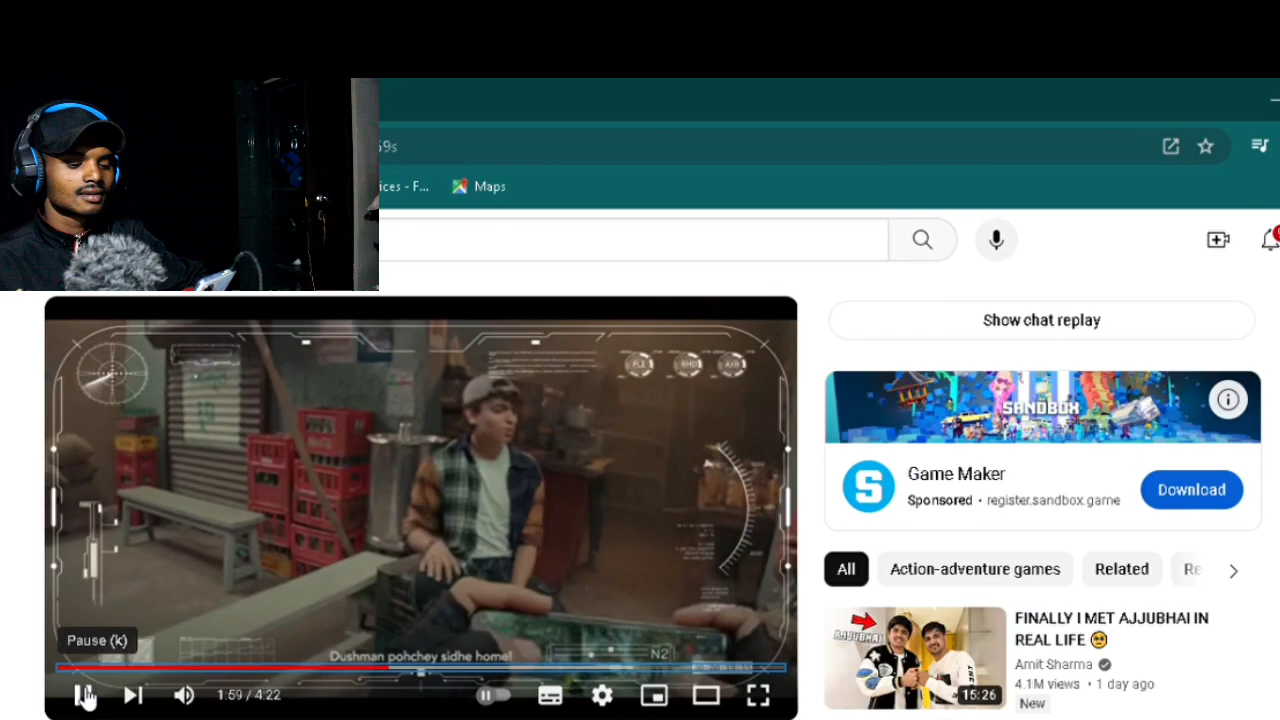 69s
ices - F...
Maps
Show chat replay
SANDBOX
Game Maker
Sponsored • register.sandbox.game
Download
All
Action-adventure games
Related
Re
AJJUBHAI
15:26
FINALLY I MET AJJUBHAI IN
REAL LIFE 🥹
Amit Sharma
4.1M views • 1 day ago
New
Pause (k)
Dushman pohchey sidhe home!
N2
1:59 / 4:22